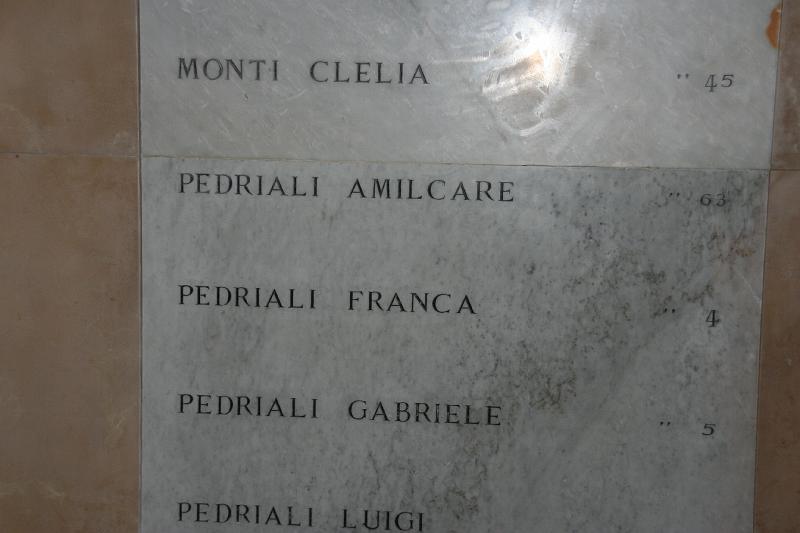 MONTI CLELIA " 45
PEDRIALI AMILCARE " 63
PEDRIALI FRANCA " 4
PEDRIALI GABRIELE " 5
PEDRIALI LUIGI